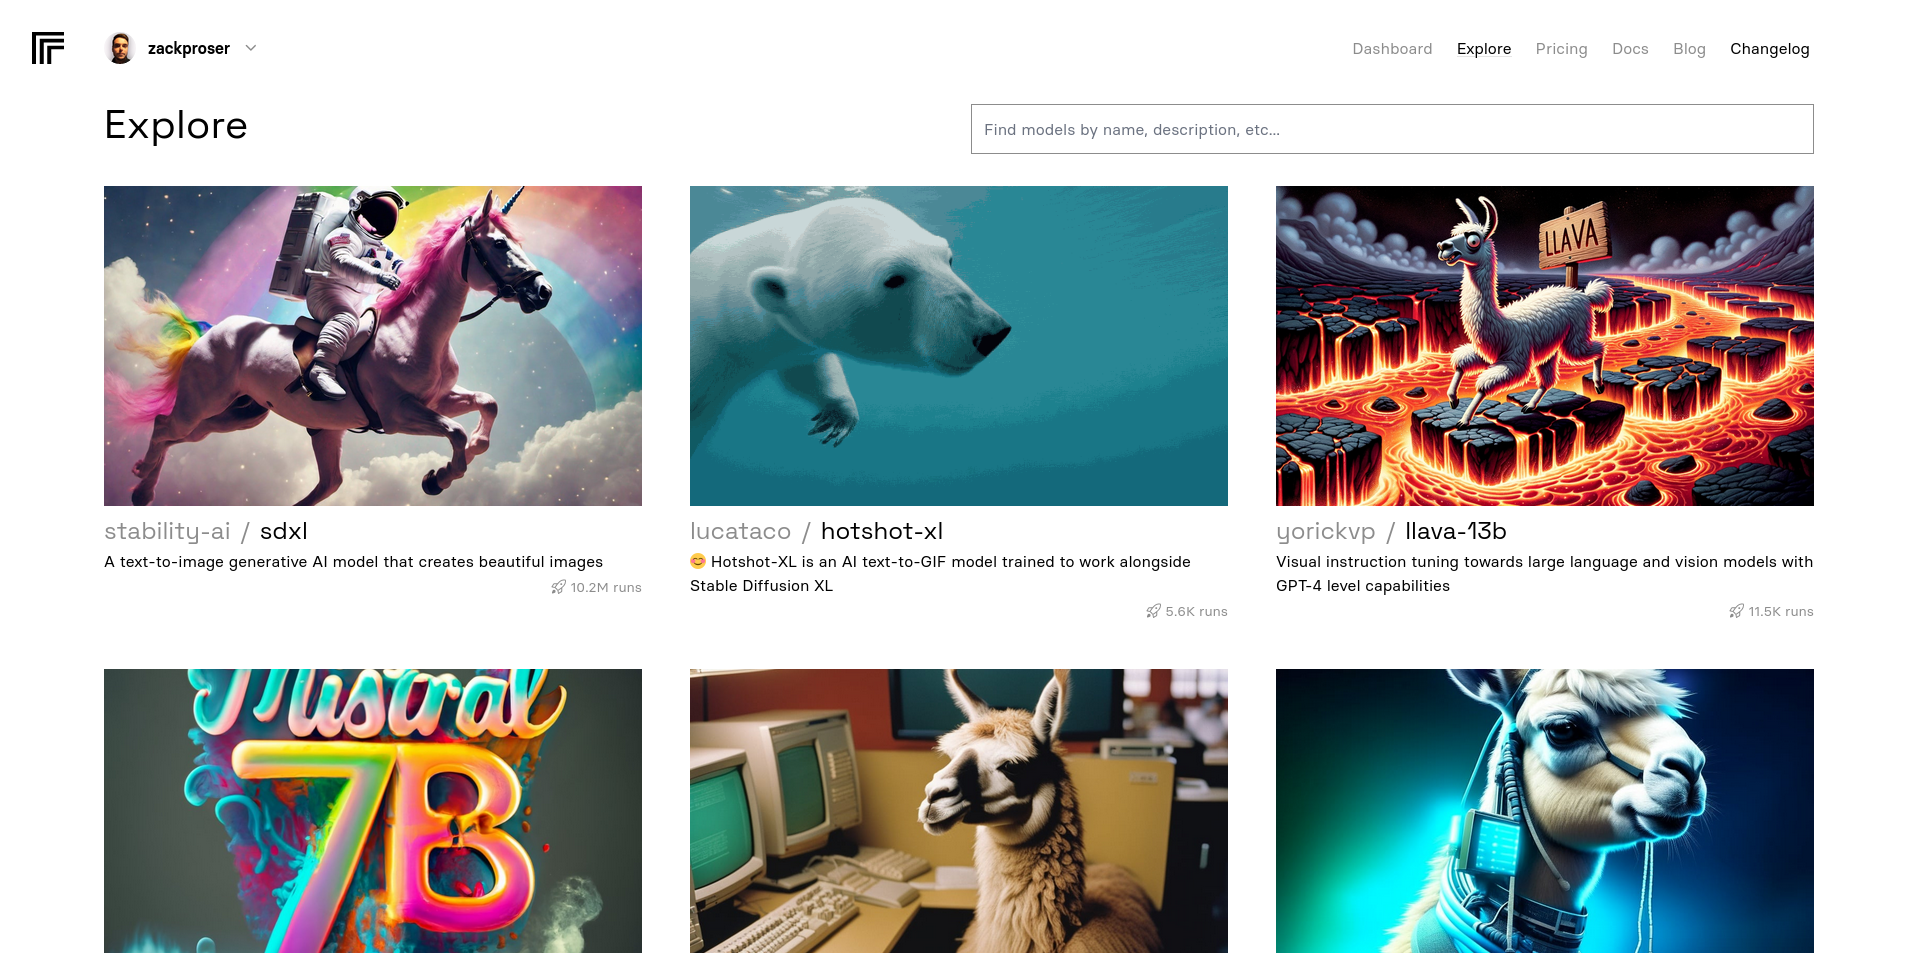 zackproser
Dashboard Explore Pricing Docs Blog Changelog
Explore
Find models by name, description, etc...
LLAVA
stability-ai / sdxl
A text-to-image generative AI model that creates beautiful images
10.2M runs
lucataco / hotshot-xl
😊 Hotshot-XL is an AI text-to-GIF model trained to work alongside
Stable Diffusion XL
5.6K runs
yorickvp / llava-13b
Visual instruction tuning towards large language and vision models with
GPT-4 level capabilities
11.5K runs
Mistral
7B